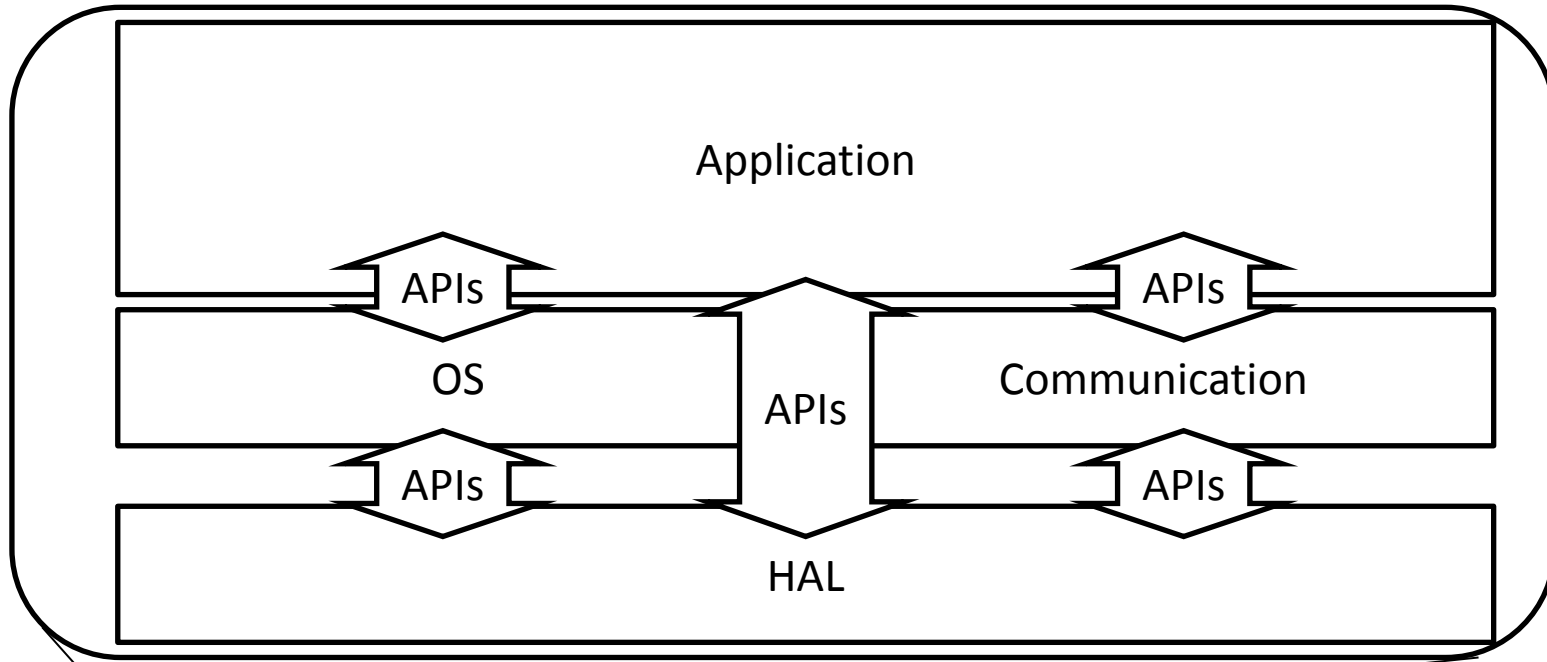 Application
APIs
APIs
OS
APIs
Communication
APIs
APIs
HAL